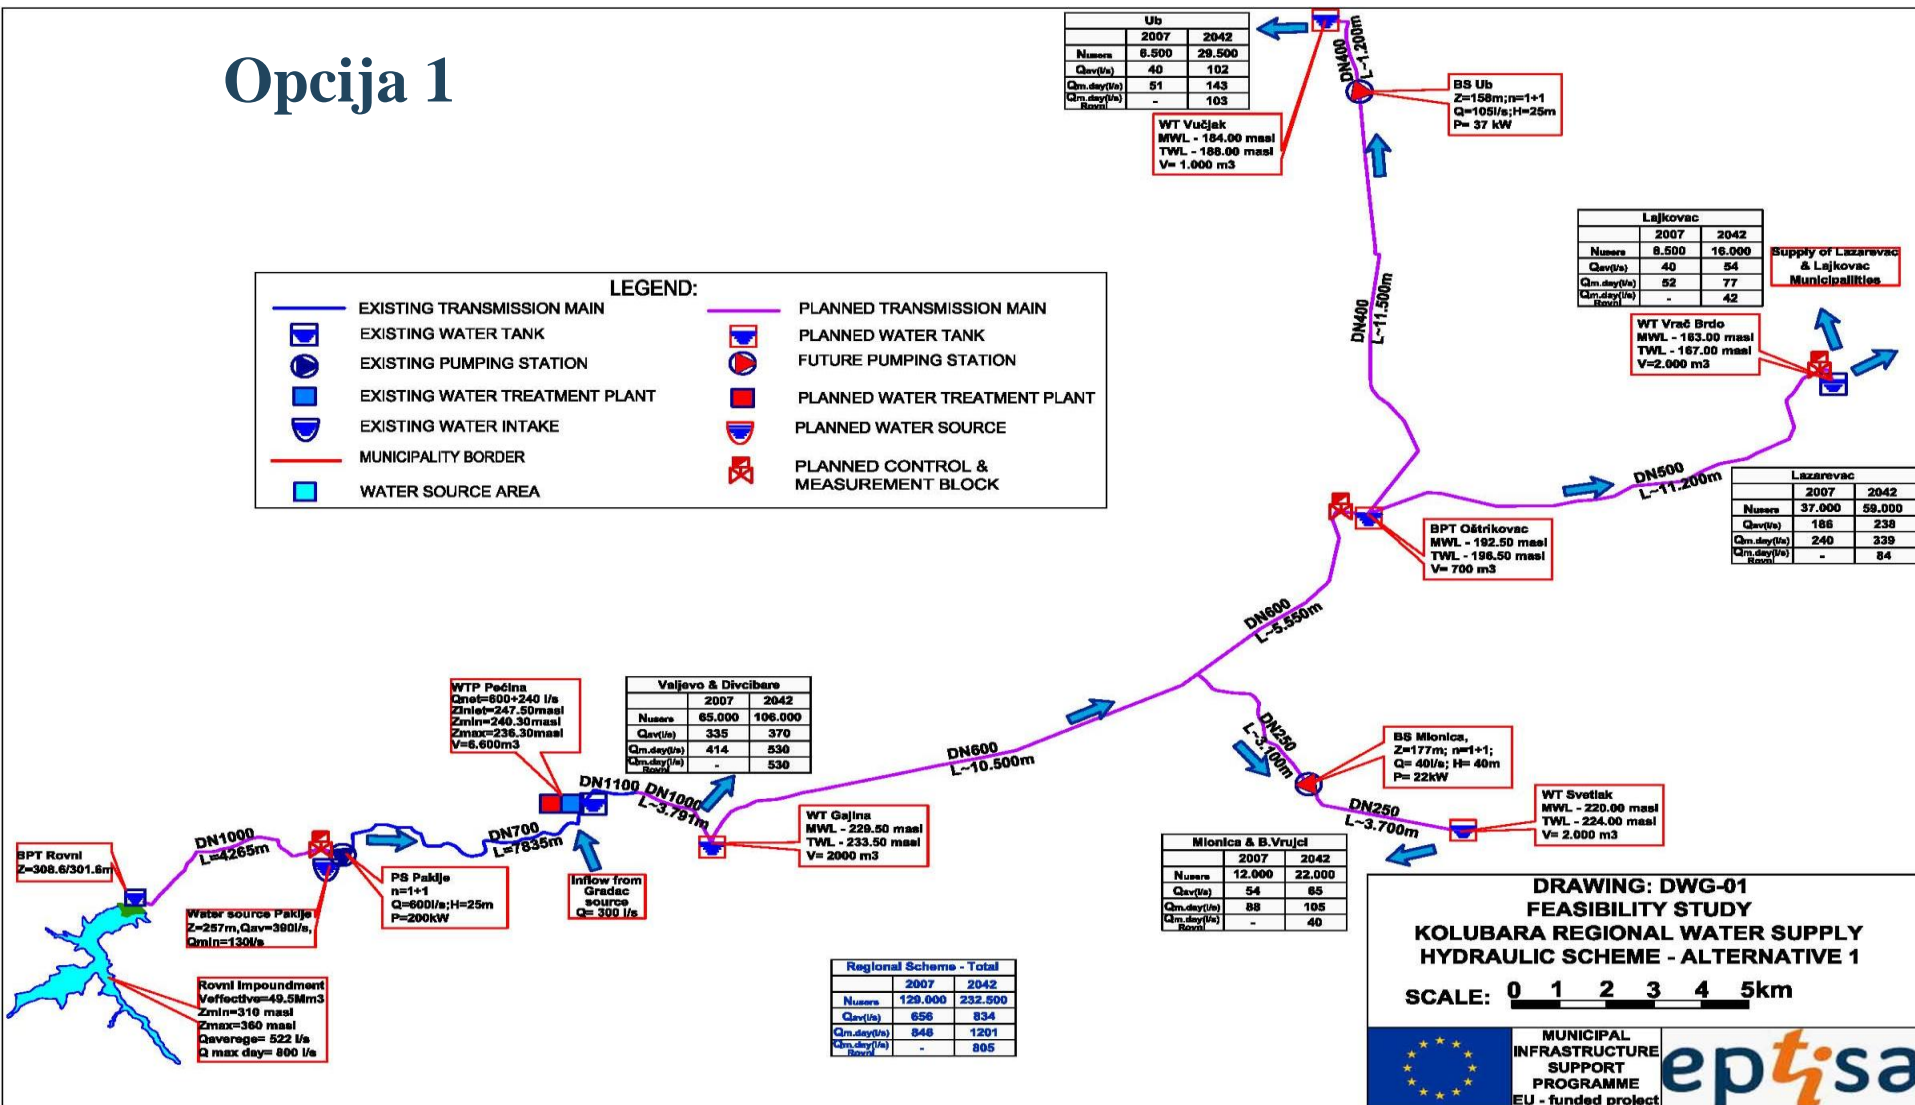 Opcija 1
Ub
2007 2042
Nusers 6.500 29.500
Qav(l/s) 40 102
Qm.day(l/s) 51 143
Qm.day(l/s) Rovni - 103
WT Vučjak
MWL - 184.00 masl
TWL - 188.00 masl
V= 1.000 m3
DN400
L~1.200m
BS Ub
Z=158m;n=1+1
Q=105l/s;H=25m
P= 37 kW
LEGEND:
EXISTING TRANSMISSION MAIN
EXISTING WATER TANK
EXISTING PUMPING STATION
EXISTING WATER TREATMENT PLANT
EXISTING WATER INTAKE
MUNICIPALITY BORDER
WATER SOURCE AREA
PLANNED TRANSMISSION MAIN
PLANNED WATER TANK
FUTURE PUMPING STATION
PLANNED WATER TREATMENT PLANT
PLANNED WATER SOURCE
PLANNED CONTROL &
MEASUREMENT BLOCK
DN400
L~11.500m
Lajkovac
2007 2042
Nusers 8.500 16.000
Qav(l/s) 40 54
Qm.day(l/s) 52 77
Qm.day(l/s) Rovni - 42
Supply of Lazarevac
& Lajkovac
Municipalities
WT Vrač Brdo
MWL - 163.00 masl
TWL - 167.00 masl
V=2.000 m3
DN500
L~11.200m
Lazarevac
2007 2042
Nusers 37.000 59.000
Qav(l/s) 186 238
Qm.day(l/s) 240 339
Qm.day(l/s) Rovni - 84
BPT Oštrikovac
MWL - 192.50 masl
TWL - 196.50 masl
V= 700 m3
DN600
L~5.550m
WTP Pećina
Qnet=600+240 l/s
Zinlet=247.50masl
Zmin=240.30masl
Zmax=236.30masl
V=6.600m3
Valjevo & Divcibare
2007 2042
Nusers 65.000 106.000
Qav(l/s) 335 370
Qm.day(l/s) 414 530
Qm.day(l/s) Rovni - 530
DN600
L~10.500m
DN1100
DN1000
L~3.791m
WT Gajina
MWL - 229.50 masl
TWL - 233.50 masl
V= 2000 m3
DN250
L~3.100m
BS Mionica,
Z=177m; n=1+1;
Q= 40l/s; H= 40m
P= 22kW
DN250
L~3.700m
WT Svetlak
MWL - 220.00 masl
TWL - 224.00 masl
V= 2.000 m3
Mionica & B.Vrujci
2007 2042
Nusers 12.000 22.000
Qav(l/s) 54 65
Qm.day(l/s) 88 105
Qm.day(l/s) Rovni - 40
BPT Rovni
Z=308.6/301.6m
DN1000
L=4265m
DN700
L=7835m
PS Paklje
n=1+1
Q=600l/s;H=25m
P=200kW
Inflow from
Gradac
source
Q= 300 l/s
Water source Paklje
Z=257m,Qav=390l/s,
Qmin=130l/s
Rovni Impoundment
Veffective=49.5Mm3
Zmin=310 masl
Zmax=360 masl
Qaverege= 522 l/s
Q max day= 800 l/s
Regional Scheme - Total
2007 2042
Nusers 129.000 232.500
Qav(l/s) 656 834
Qm.day(l/s) 846 1201
Qm.day(l/s) Rovni - 805
DRAWING: DWG-01
FEASIBILITY STUDY
KOLUBARA REGIONAL WATER SUPPLY
HYDRAULIC SCHEME - ALTERNATIVE 1
SCALE: 0 1 2 3 4 5km
MUNICIPAL
INFRASTRUCTURE
SUPPORT
PROGRAMME
EU - funded project
eptisa